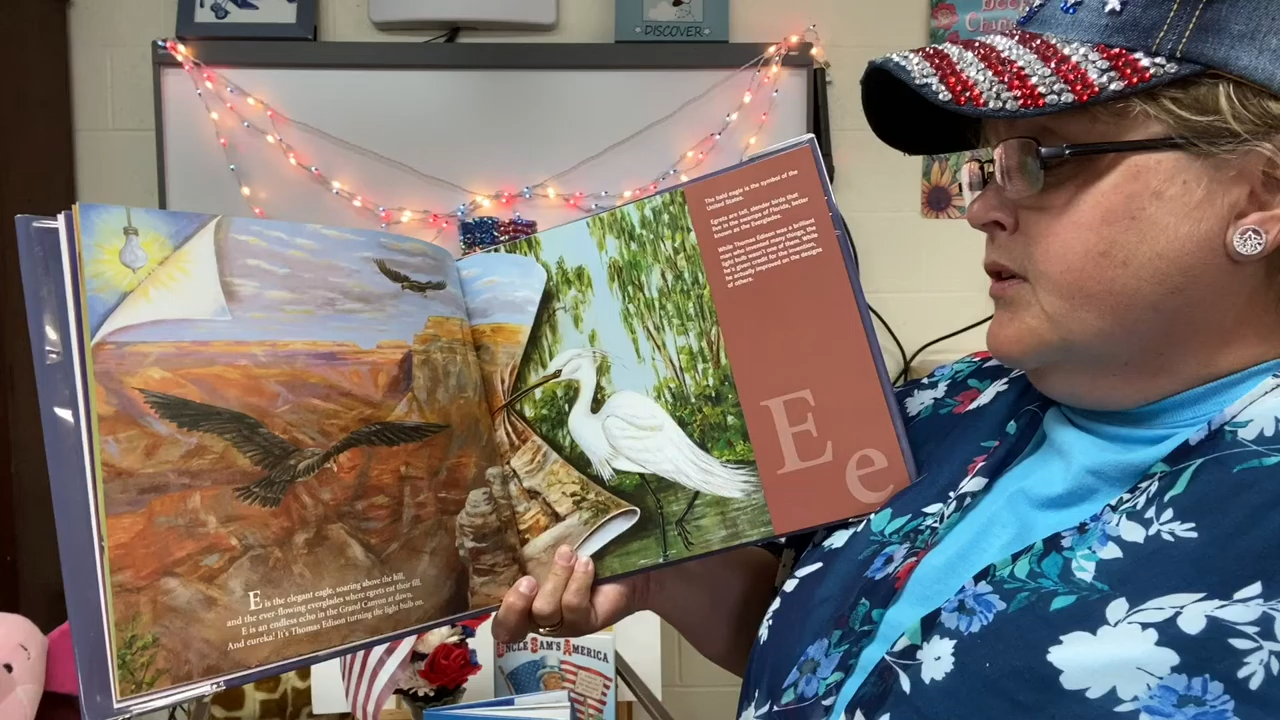 DISCOVER
The bald eagle is the symbol of the
United States.
Egrets are tall, slender birds that
live in the swamps of Florida, better
known as the Everglades.
While Thomas Edison was a brilliant
man who invented many things, the
light bulb wasn't one of them. While
he's given credit for the invention,
he actually improved on the designs
of others.
E e
E is the elegant eagle, soaring above the hill,
and the ever-flowing everglades where egrets eat their fill.
E is an endless echo in the Grand Canyon at dawn.
And eureka! It's Thomas Edison turning the light bulb on.
UNCLE SAM'S AMERICA